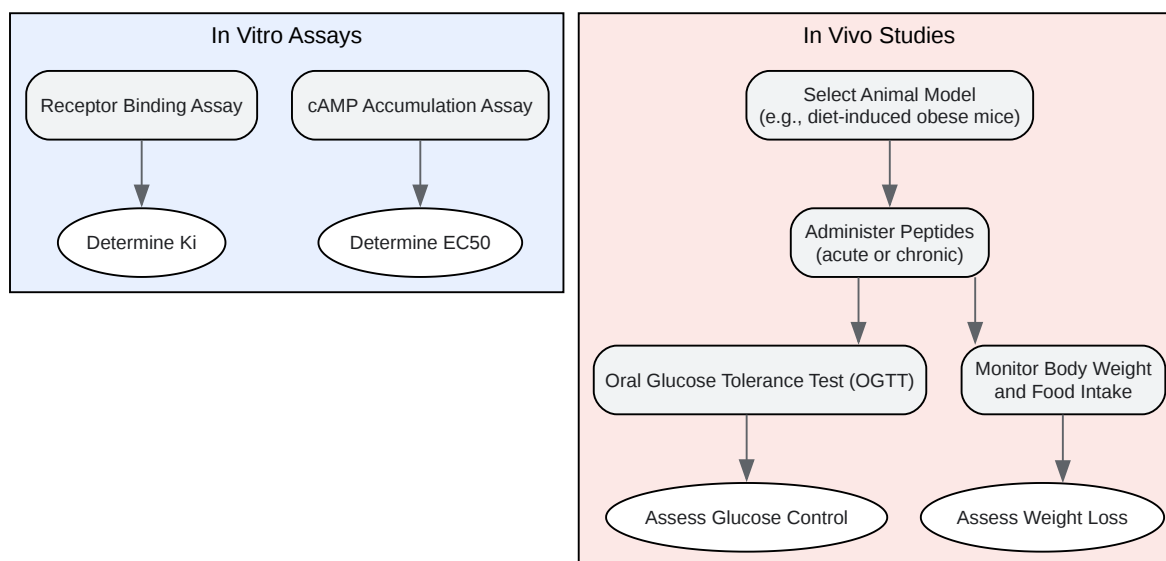 In Vitro Assays
Receptor Binding Assay
cAMP Accumulation Assay
Determine Ki
Determine EC50
In Vivo Studies
Select Animal Model
(e.g., diet-induced obese mice)
Administer Peptides
(acute or chronic)
Oral Glucose Tolerance Test (OGTT)
Monitor Body Weight
and Food Intake
Assess Glucose Control
Assess Weight Loss